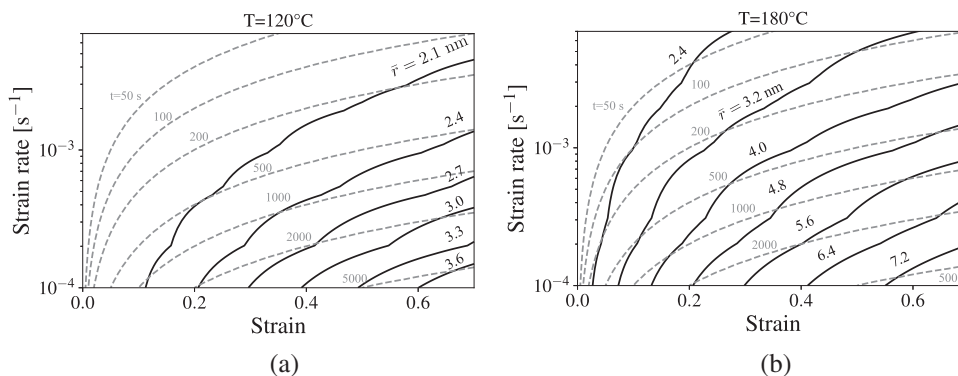 T=120°C
Strain rate [s⁻¹]
10⁻³
10⁻⁴
t=50 s
100
200
500
1000
2000
5000
r̄ = 2.1 nm
2.4
2.7
3.0
3.3
3.6
0.0 0.2 0.4 0.6
Strain
(a)
T=180°C
Strain rate [s⁻¹]
10⁻³
10⁻⁴
t=50 s
100
200
500
1000
2000
500
2.4
r̄ = 3.2 nm
4.0
4.8
5.6
6.4
7.2
0.0 0.2 0.4 0.6
Strain
(b)